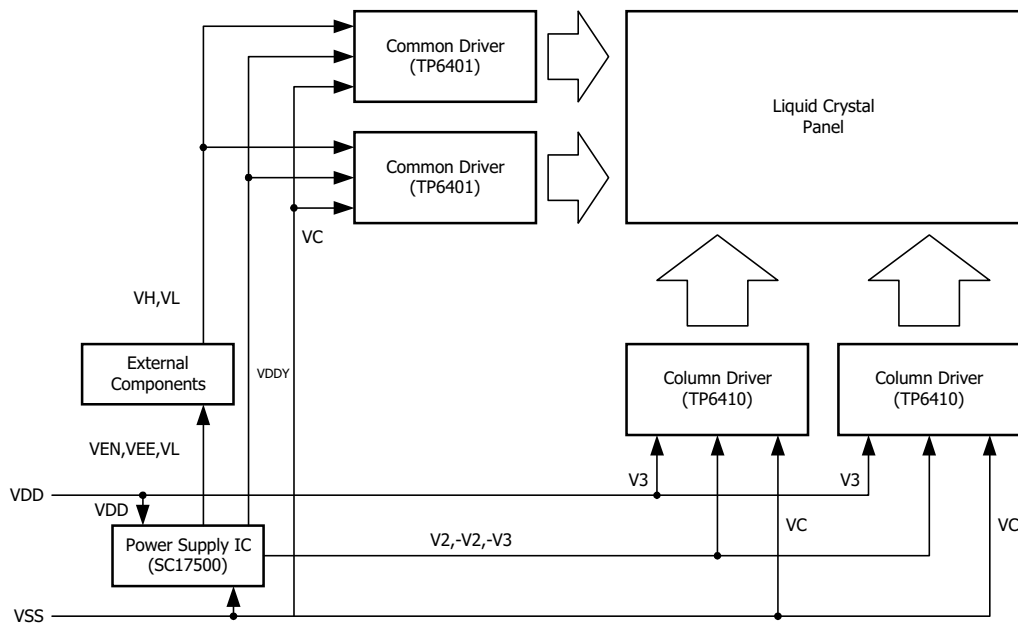 Common Driver
(TP6401)
Liquid Crystal
Panel
Common Driver
(TP6401)
VC
VH,VL
External
Components
VDDY
Column Driver
(TP6410)
Column Driver
(TP6410)
VEN,VEE,VL
V3
V3
VDD
VDD
VC
VC
Power Supply IC
(SC17500)
V2,-V2,-V3
VSS